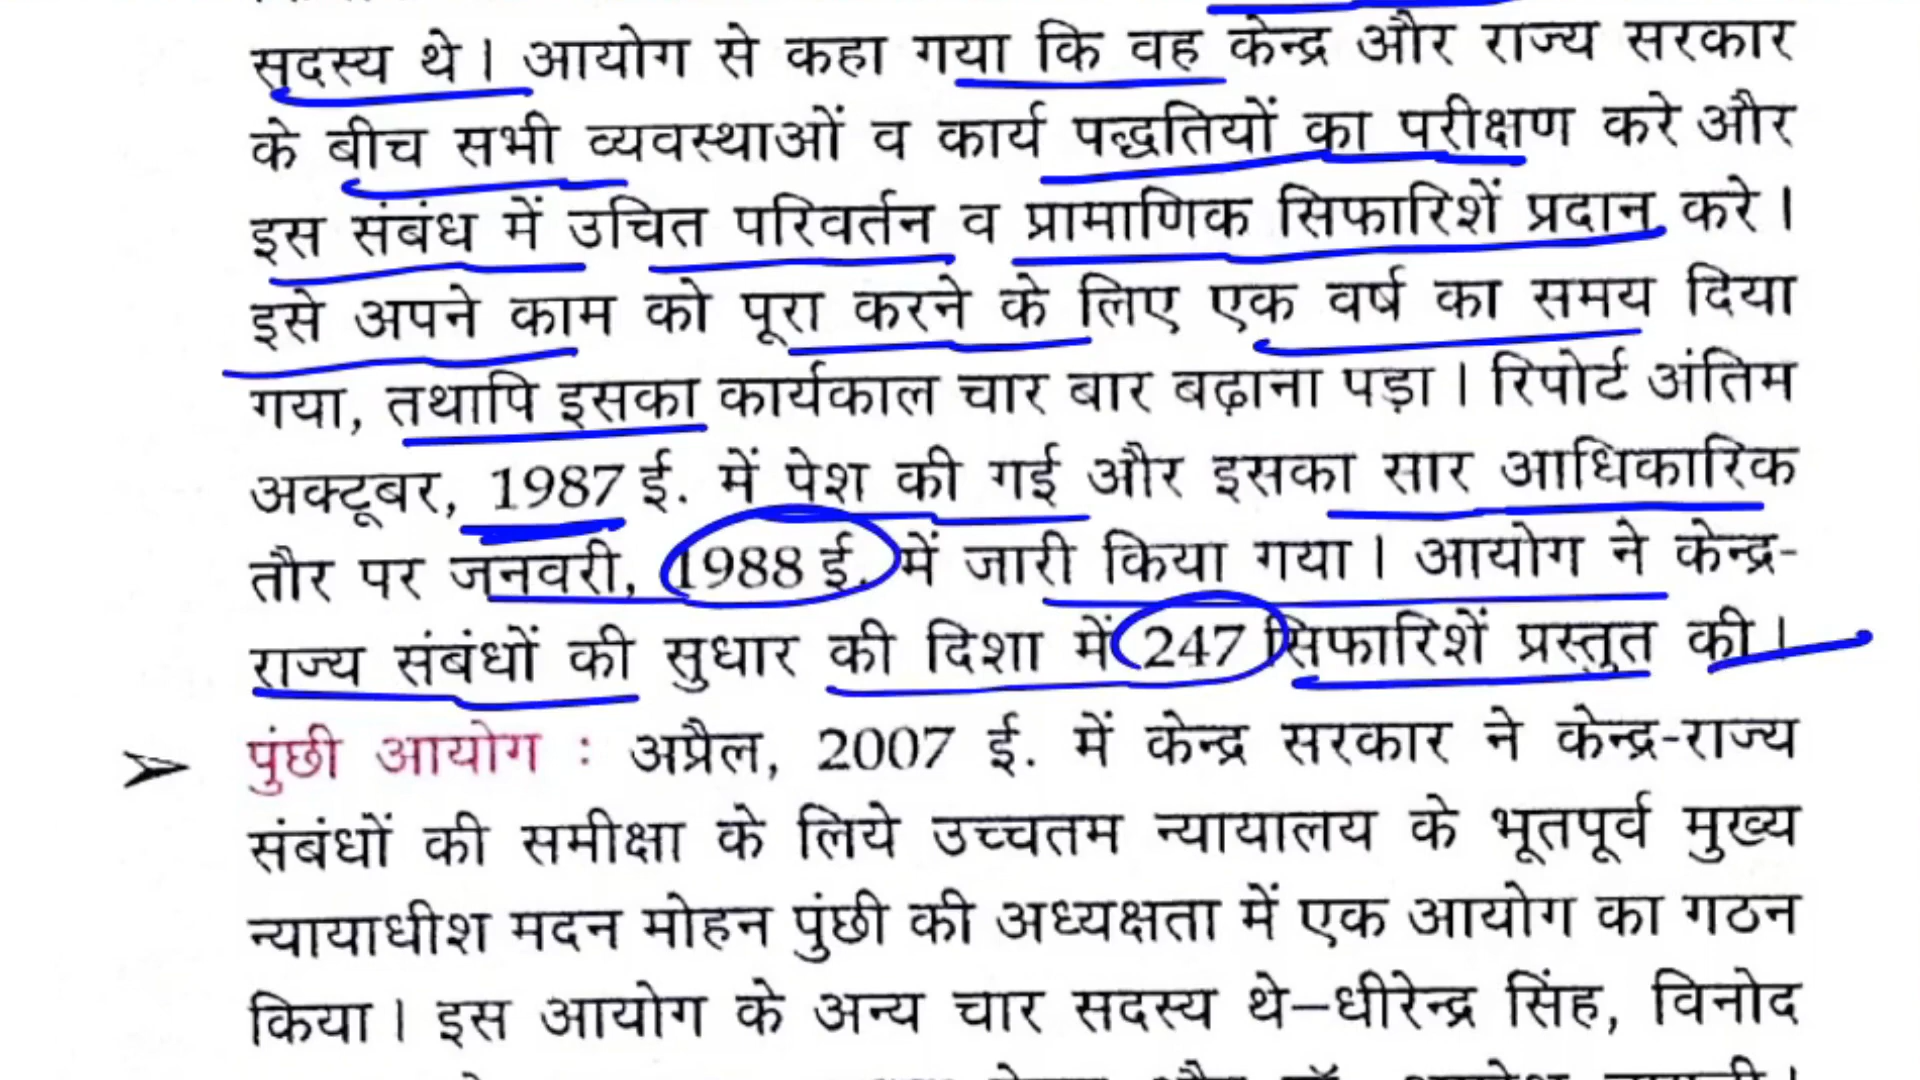 सदस्य थे। आयोग से कहा गया कि वह केन्द्र और राज्य सरकार
के बीच सभी व्यवस्थाओं व कार्य पद्धतियों का परीक्षण करे और
इस संबंध में उचित परिवर्तन व प्रामाणिक सिफारिशें प्रदान करे।
इसे अपने काम को पूरा करने के लिए एक वर्ष का समय दिया
गया, तथापि इसका कार्यकाल चार बार बढ़ाना पड़ा। रिपोर्ट अंतिम
अक्टूबर, 1987 ई. में पेश की गई और इसका सार आधिकारिक
तौर पर जनवरी, 1988 ई. में जारी किया गया। आयोग ने केन्द्र-
राज्य संबंधों की सुधार की दिशा में 247 सिफारिशें प्रस्तुत की।
➢ पुंछी आयोग : अप्रैल, 2007 ई. में केन्द्र सरकार ने केन्द्र-राज्य
संबंधों की समीक्षा के लिये उच्चतम न्यायालय के भूतपूर्व मुख्य
न्यायाधीश मदन मोहन पुंछी की अध्यक्षता में एक आयोग का गठन
किया। इस आयोग के अन्य चार सदस्य थे–धीरेन्द्र सिंह, विनोद